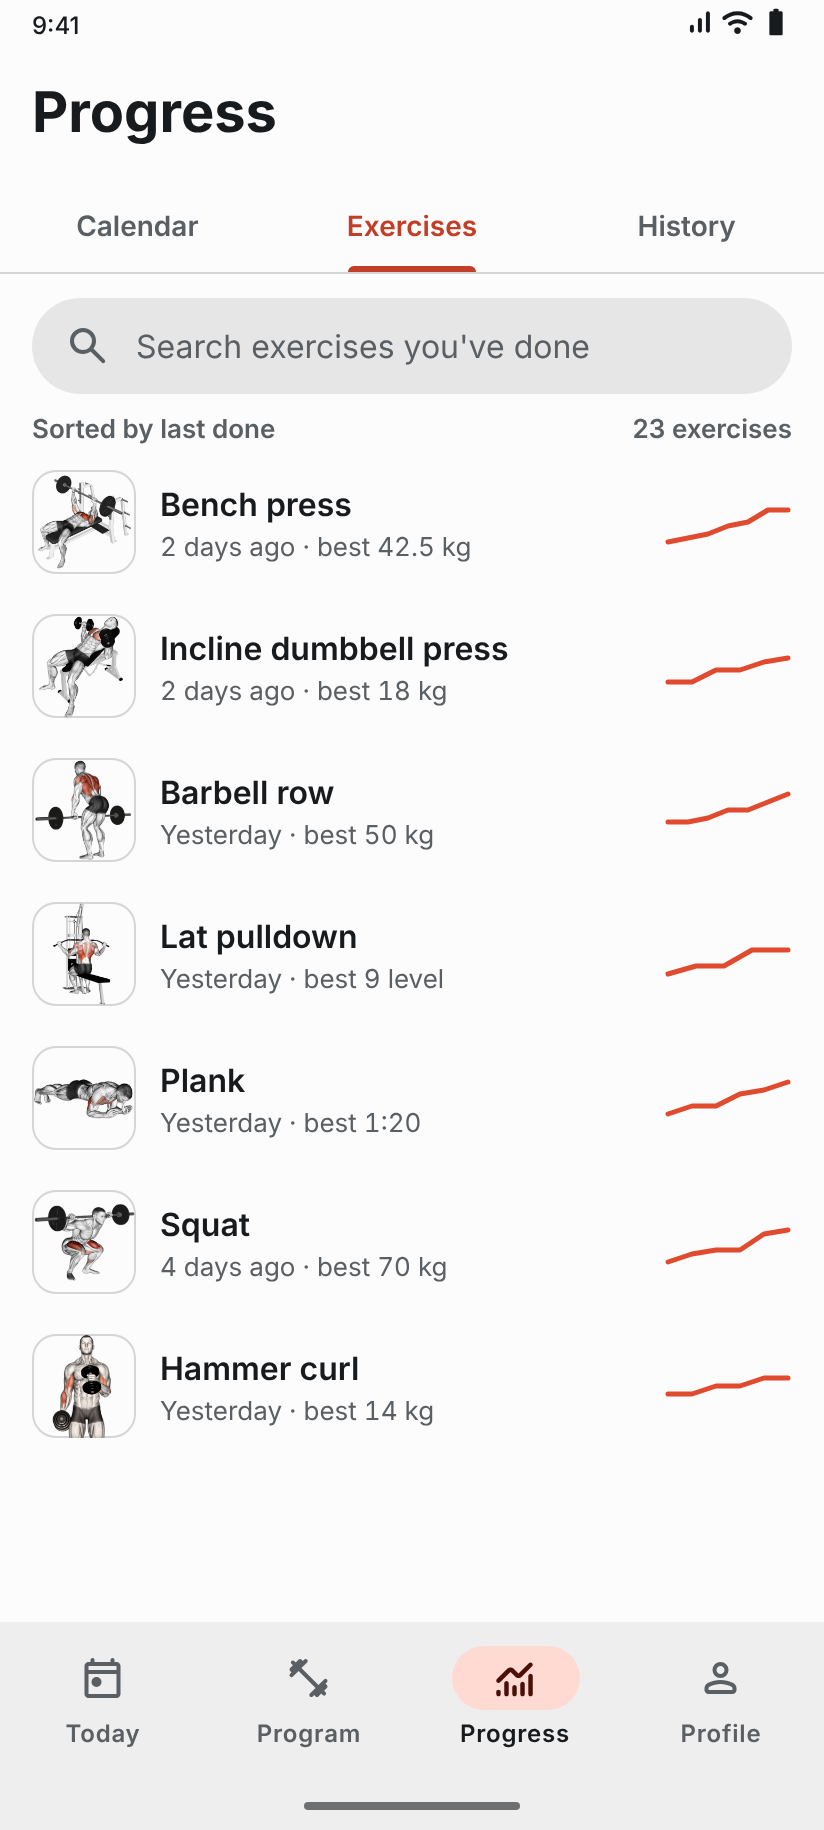 9:41
Progress
Calendar
Exercises
History
Search exercises you've done
Sorted by last done
23 exercises
Bench press
2 days ago · best 42.5 kg
Incline dumbbell press
2 days ago · best 18 kg
Barbell row
Yesterday · best 50 kg
Lat pulldown
Yesterday · best 9 level
Plank
Yesterday · best 1:20
Squat
4 days ago · best 70 kg
Hammer curl
Yesterday · best 14 kg
Today
Program
Progress
Profile